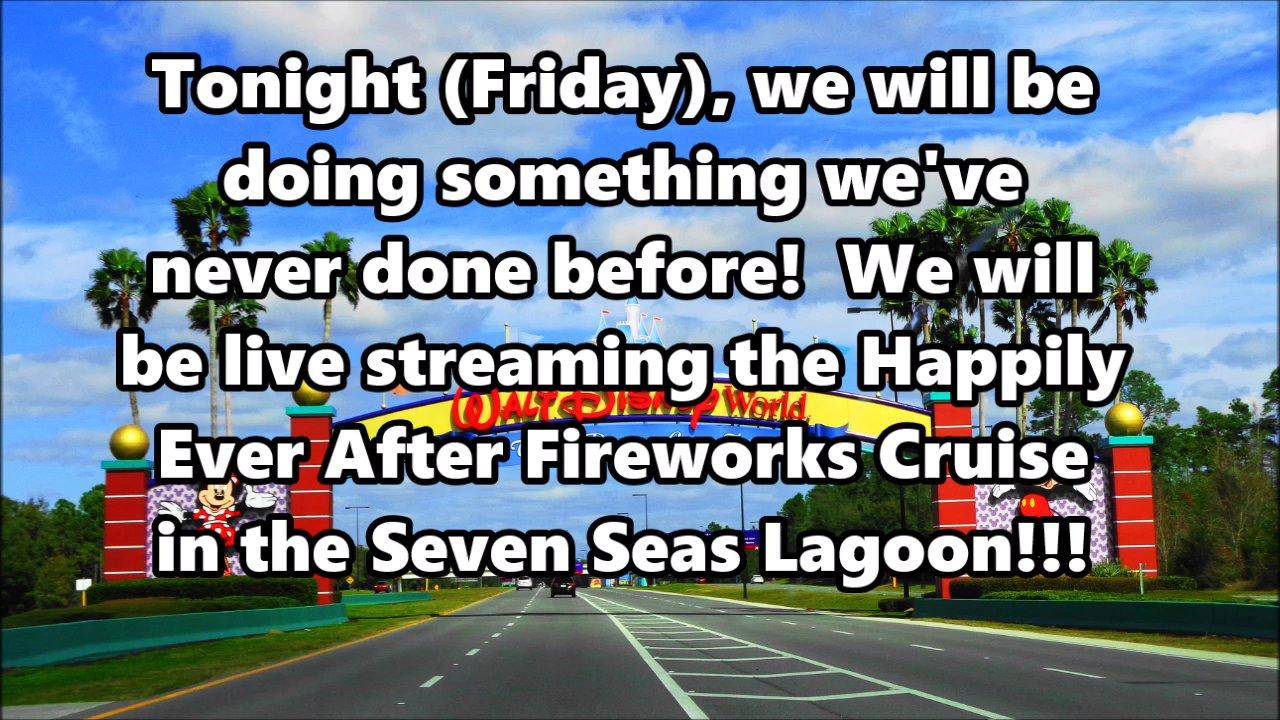 Tonight (Friday), we will be
doing something we've
never done before!  We will
be live streaming the Happily
WALT DISNEY World
Ever After Fireworks Cruise
in the Seven Seas Lagoon!!!